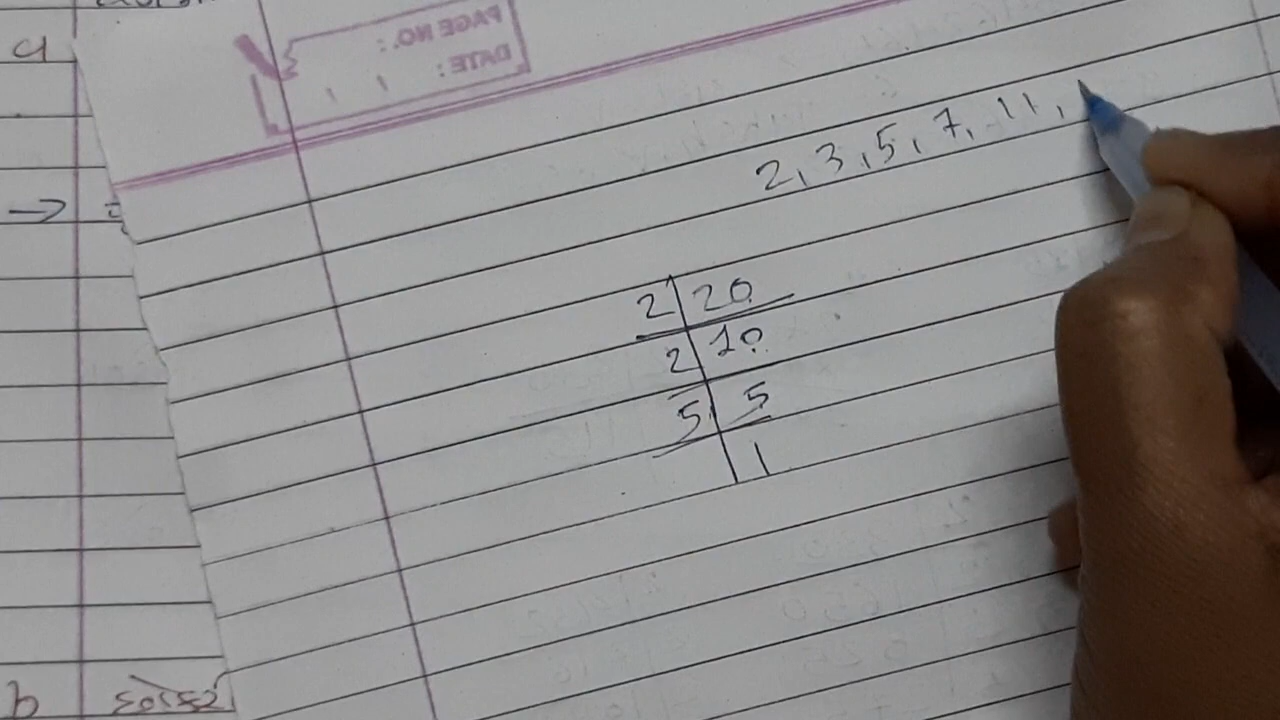 PAGE NO. :
DATE :
a
2, 3, 5, 7, 11,
2 20
2 10
5 5
1
b